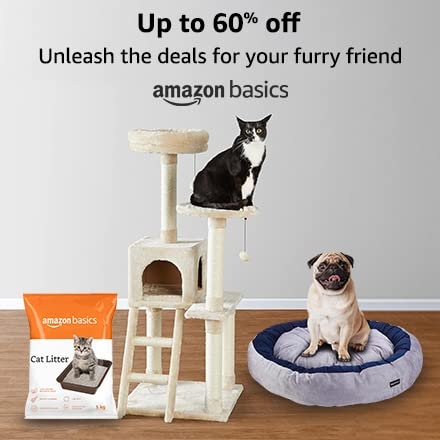 Up to 60% off
Unleash the deals for your furry friend
amazon basics
amazon basics
Cat Litter
5 kg